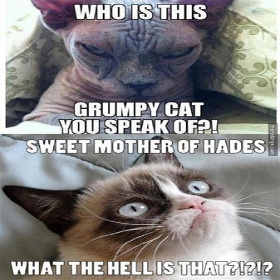 WHO IS THIS
GRUMPY CAT
YOU SPEAK OF?!
SWEET MOTHER OF HADES
WHAT THE HELL IS THAT?!?!?